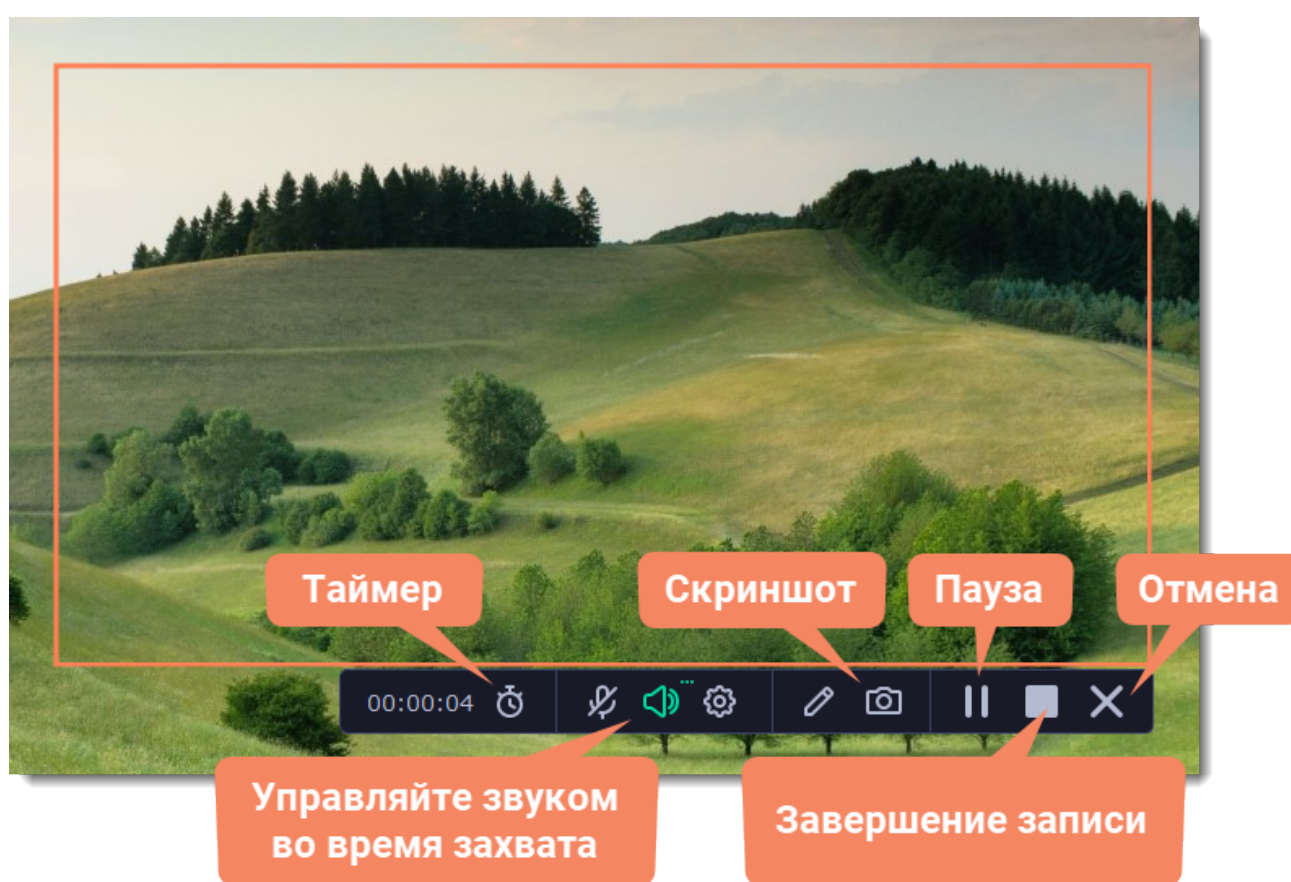 Таймер
Скриншот
Пауза
Отмена
00:00:04
Управляйте звуком
во время захвата
Завершение записи